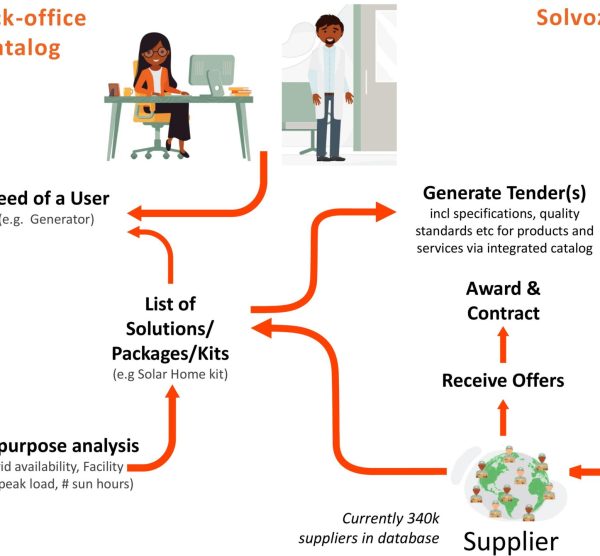 ck-office
atalog
Solvoz
eed of a User
(e.g. Generator)
Generate Tender(s)
incl specifications, quality
standards etc for products and
services via integrated catalog
List of
Solutions/
Packages/Kits
(e.g Solar Home kit)
Award &
Contract
Receive Offers
purpose analysis
rid availability, Facility
peak load, # sun hours)
Currently 340k
suppliers in database
Supplier